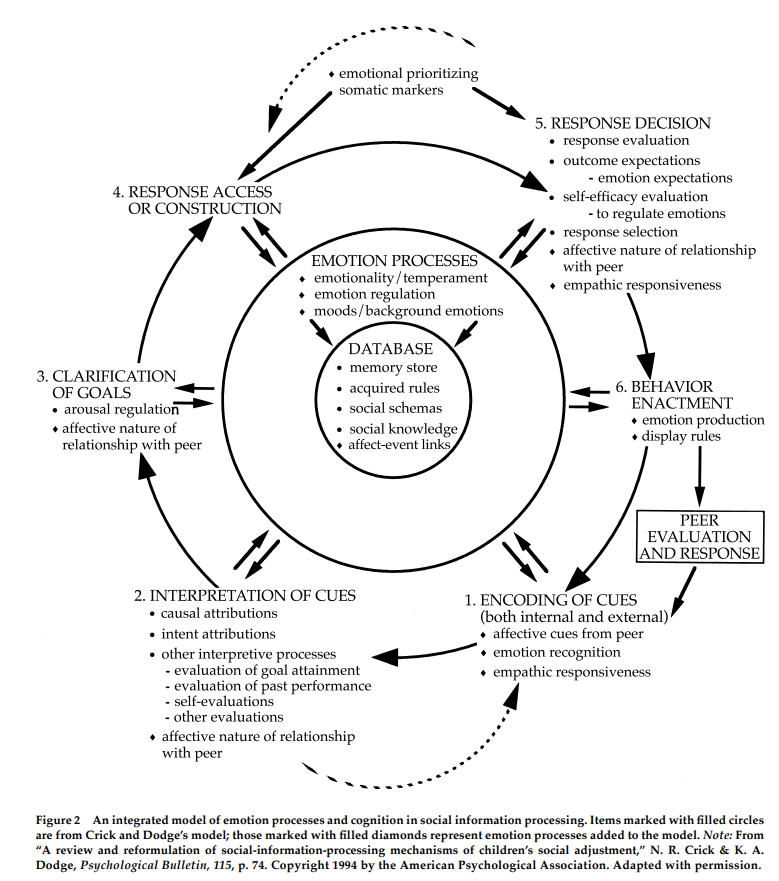 ♦ emotional prioritizing
somatic markers
5. RESPONSE DECISION
• response evaluation
• outcome expectations
- emotion expectations
• self-efficacy evaluation
- to regulate emotions
• response selection
♦ affective nature of relationship
with peer
♦ empathic responsiveness
4. RESPONSE ACCESS
OR CONSTRUCTION
EMOTION PROCESSES
♦ emotionality/temperament
♦ emotion regulation
♦ moods/background emotions
DATABASE
• memory store
• acquired rules
• social schemas
• social knowledge
♦ affect-event links
3. CLARIFICATION
OF GOALS
• arousal regulation
♦ affective nature of
relationship with peer
6. BEHAVIOR
ENACTMENT
♦ emotion production
♦ display rules
PEER
EVALUATION
AND RESPONSE
2. INTERPRETATION OF CUES
• causal attributions
• intent attributions
• other interpretive processes
- evaluation of goal attainment
- evaluation of past performance
- self-evaluations
- other evaluations
♦ affective nature of relationship
with peer
1. ENCODING OF CUES
(both internal and external)
♦ affective cues from peer
♦ emotion recognition
♦ empathic responsiveness
Figure 2 An integrated model of emotion processes and cognition in social information processing. Items marked with filled circles
are from Crick and Dodge's model; those marked with filled diamonds represent emotion processes added to the model. Note: From
"A review and reformulation of social-information-processing mechanisms of children's social adjustment," N. R. Crick & K. A.
Dodge, Psychological Bulletin, 115, p. 74. Copyright 1994 by the American Psychological Association. Adapted with permission.